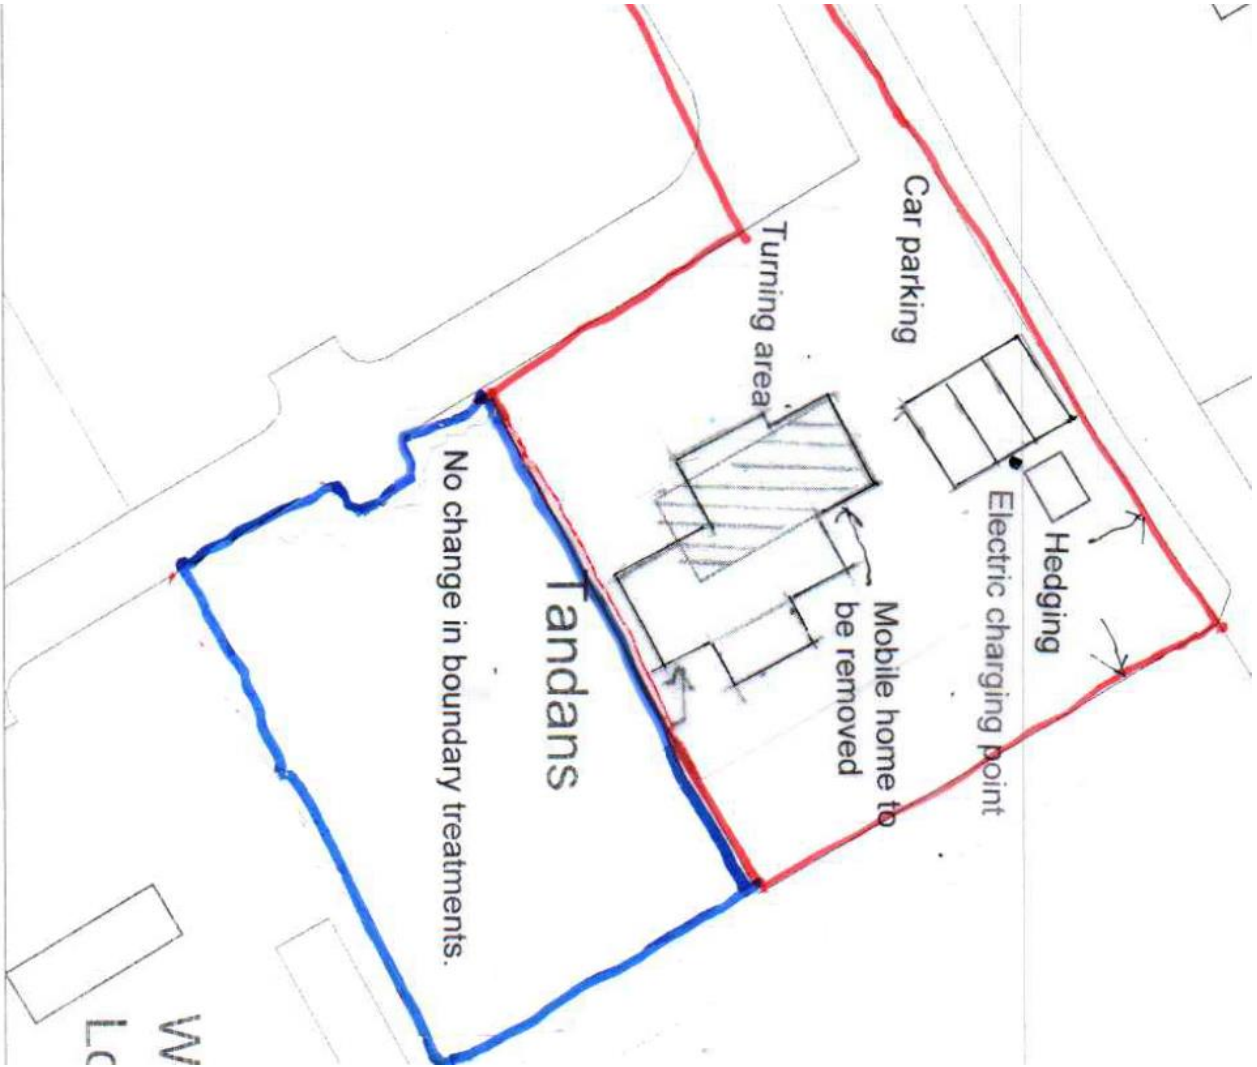 Car parking
Turning area
Hedging
Electric charging point
Mobile home to
be removed
Tandans
No change in boundary treatments.
W
Lo